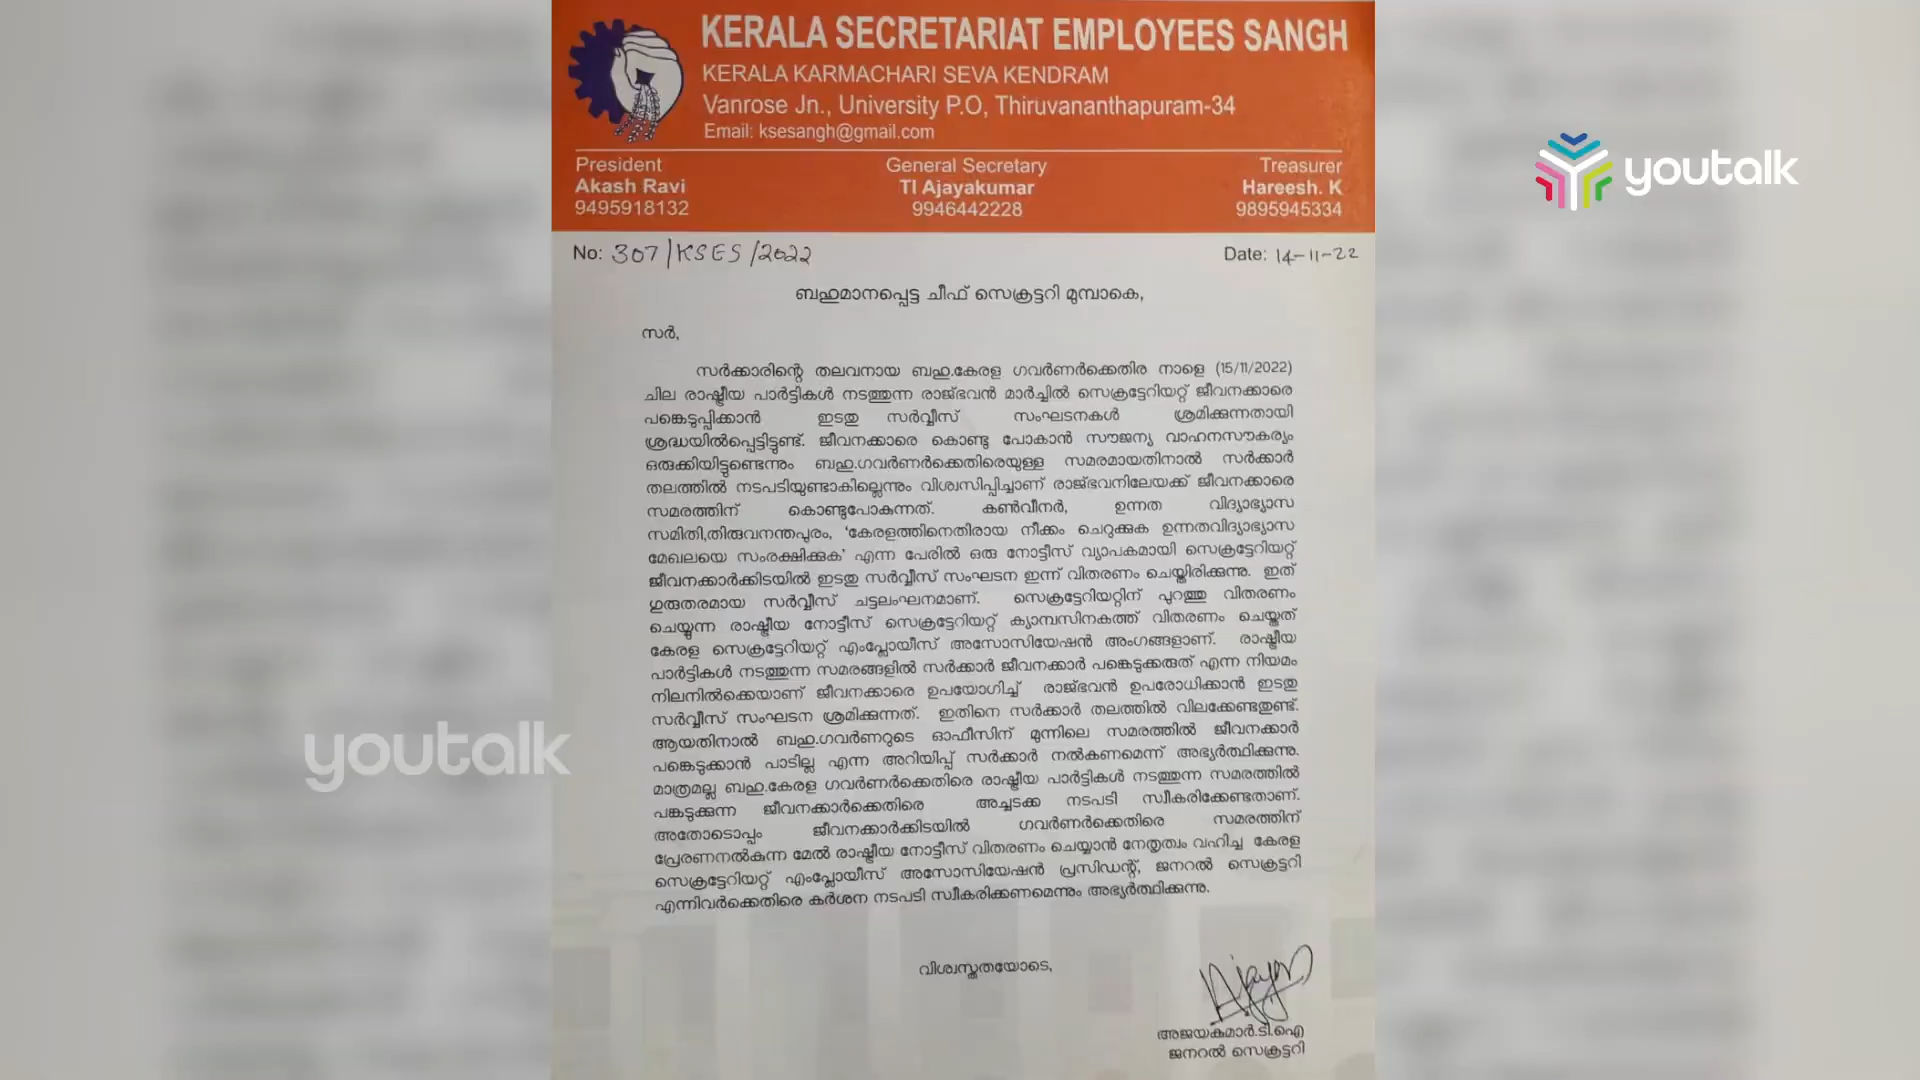 KERALA SECRETARIAT EMPLOYEES SANGH
KERALA KARMACHARI SEVA KENDRAM
Vanrose Jn., University P.O, Thiruvananthapuram-34
Email: ksesangh@gmail.com
President
Akash Ravi
9495918132
General Secretary
TI Ajayakumar
9946442228
Treasurer
Hareesh. K
9895945334
youtalk
No: 307/KSES/2022
Date: 14-11-22
ബഹുമാനപ്പെട്ട ചീഫ് സെക്രട്ടറി മുമ്പാകെ,
സർ,
സർക്കാരിന്റെ തലവനായ ബഹു.കേരള ഗവർണർക്കെതിര നാളെ (15/11/2022)
ചില രാഷ്ട്രീയ പാർട്ടികൾ നടത്തുന്ന രാജ്ഭവൻ മാർച്ചിൽ സെക്രട്ടേറിയറ്റ് ജീവനക്കാരെ
പങ്കെടുപ്പിക്കാൻ ഇടതു സർവ്വീസ് സംഘടനകൾ ശ്രമിക്കുന്നതായി
ശ്രദ്ധയിൽപ്പെട്ടിട്ടുണ്ട്. ജീവനക്കാരെ കൊണ്ടു പോകാൻ സൗജന്യ വാഹനസൗകര്യം
ഒരുക്കിയിട്ടുണ്ടെന്നും ബഹു.ഗവർണർക്കെതിരെയുള്ള സമരമായതിനാൽ സർക്കാർ
തലത്തിൽ നടപടിയുണ്ടാകില്ലെന്നും വിശ്വസിപ്പിച്ചാണ് രാജ്ഭവനിലേയക്ക് ജീവനക്കാരെ
സമരത്തിന് കൊണ്ടുപോകുന്നത്. കൺവീനർ, ഉന്നത വിദ്യാഭ്യാസ
സമിതി,തിരുവനന്തപുരം, 'കേരളത്തിനെതിരായ നീക്കം ചെറുക്കുക ഉന്നതവിദ്യാഭ്യാസ
മേഖലയെ സംരക്ഷിക്കുക' എന്ന പേരിൽ ഒരു നോട്ടീസ് വ്യാപകമായി സെക്രട്ടേറിയറ്റ്
ജീവനക്കാർക്കിടയിൽ ഇടതു സർവ്വീസ് സംഘടന ഇന്ന് വിതരണം ചെയ്തിരിക്കുന്നു. ഇത്
ഗുരുതരമായ സർവ്വീസ് ചട്ടലംഘനമാണ്. സെക്രട്ടേറിയറ്റിന് പുറത്തു വിതരണം
ചെയ്യുന്ന രാഷ്ട്രീയ നോട്ടീസ് സെക്രട്ടേറിയറ്റ് ക്യാമ്പസിനകത്ത് വിതരണം ചെയ്തത്
കേരള സെക്രട്ടേറിയറ്റ് എംപ്ലോയീസ് അസോസിയേഷൻ അംഗങ്ങളാണ്. രാഷ്ട്രീയ
പാർട്ടികൾ നടത്തുന്ന സമരങ്ങളിൽ സർക്കാർ ജീവനക്കാർ പങ്കെടുക്കരുത് എന്ന നിയമം
നിലനിൽക്കെയാണ് ജീവനക്കാരെ ഉപയോഗിച്ച് രാജ്ഭവൻ ഉപരോധിക്കാൻ ഇടതു
സർവ്വീസ് സംഘടന ശ്രമിക്കുന്നത്. ഇതിനെ സർക്കാർ തലത്തിൽ വിലക്കേണ്ടതുണ്ട്.
ആയതിനാൽ ബഹു.ഗവർണറുടെ ഓഫീസിന് മുന്നിലെ സമരത്തിൽ ജീവനക്കാർ
പങ്കെടുക്കാൻ പാടില്ല എന്ന അറിയിപ്പ് സർക്കാർ നൽകണമെന്ന് അഭ്യർത്ഥിക്കുന്നു.
മാത്രമല്ല ബഹു.കേരള ഗവർണർക്കെതിരെ രാഷ്ട്രീയ പാർട്ടികൾ നടത്തുന്ന സമരത്തിൽ
പങ്കടുക്കുന്ന ജീവനക്കാർക്കെതിരെ അച്ചടക്ക നടപടി സ്വീകരിക്കേണ്ടതാണ്.
അതോടൊപ്പം ജീവനക്കാർക്കിടയിൽ ഗവർണർക്കെതിരെ സമരത്തിന്
പ്രേരണനൽകുന്ന മേൽ രാഷ്ട്രീയ നോട്ടീസ് വിതരണം ചെയ്യാൻ നേതൃത്വം വഹിച്ച കേരള
സെക്രട്ടേറിയറ്റ് എംപ്ലോയീസ് അസോസിയേഷൻ പ്രസിഡന്റ്, ജനറൽ സെക്രട്ടറി
എന്നിവർക്കെതിരെ കർശന നടപടി സ്വീകരിക്കണമെന്നും അഭ്യർത്ഥിക്കുന്നു.
youtalk
വിശ്വസ്തതയോടെ,
അജയകുമാർ.ടി.ഐ
ജനറൽ സെക്രട്ടറി